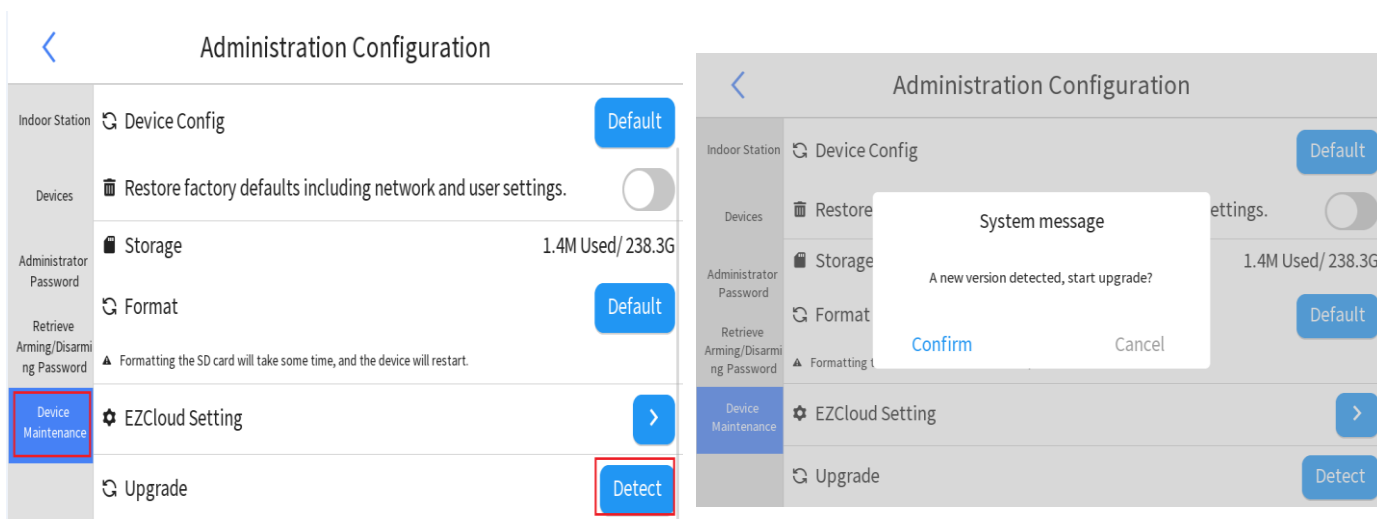 Administration Configuration
Indoor Station
Device Config
Default
Devices
Restore factory defaults including network and user settings.
Storage
1.4M Used/ 238.3G
Administrator
Password
Format
Default
Retrieve
Arming/Disarmi
ng Password
Formatting the SD card will take some time, and the device will restart.
Device
Maintenance
EZCloud Setting
Upgrade
Detect
Administration Configuration
Indoor Station
Device Config
Default
Devices
Restore
ettings.
System message
Storage
1.4M Used/ 238.3G
Administrator
Password
A new version detected, start upgrade?
Format
Default
Retrieve
Arming/Disarmi
ng Password
Confirm
Cancel
Formatting t
Device
Maintenance
EZCloud Setting
Upgrade
Detect